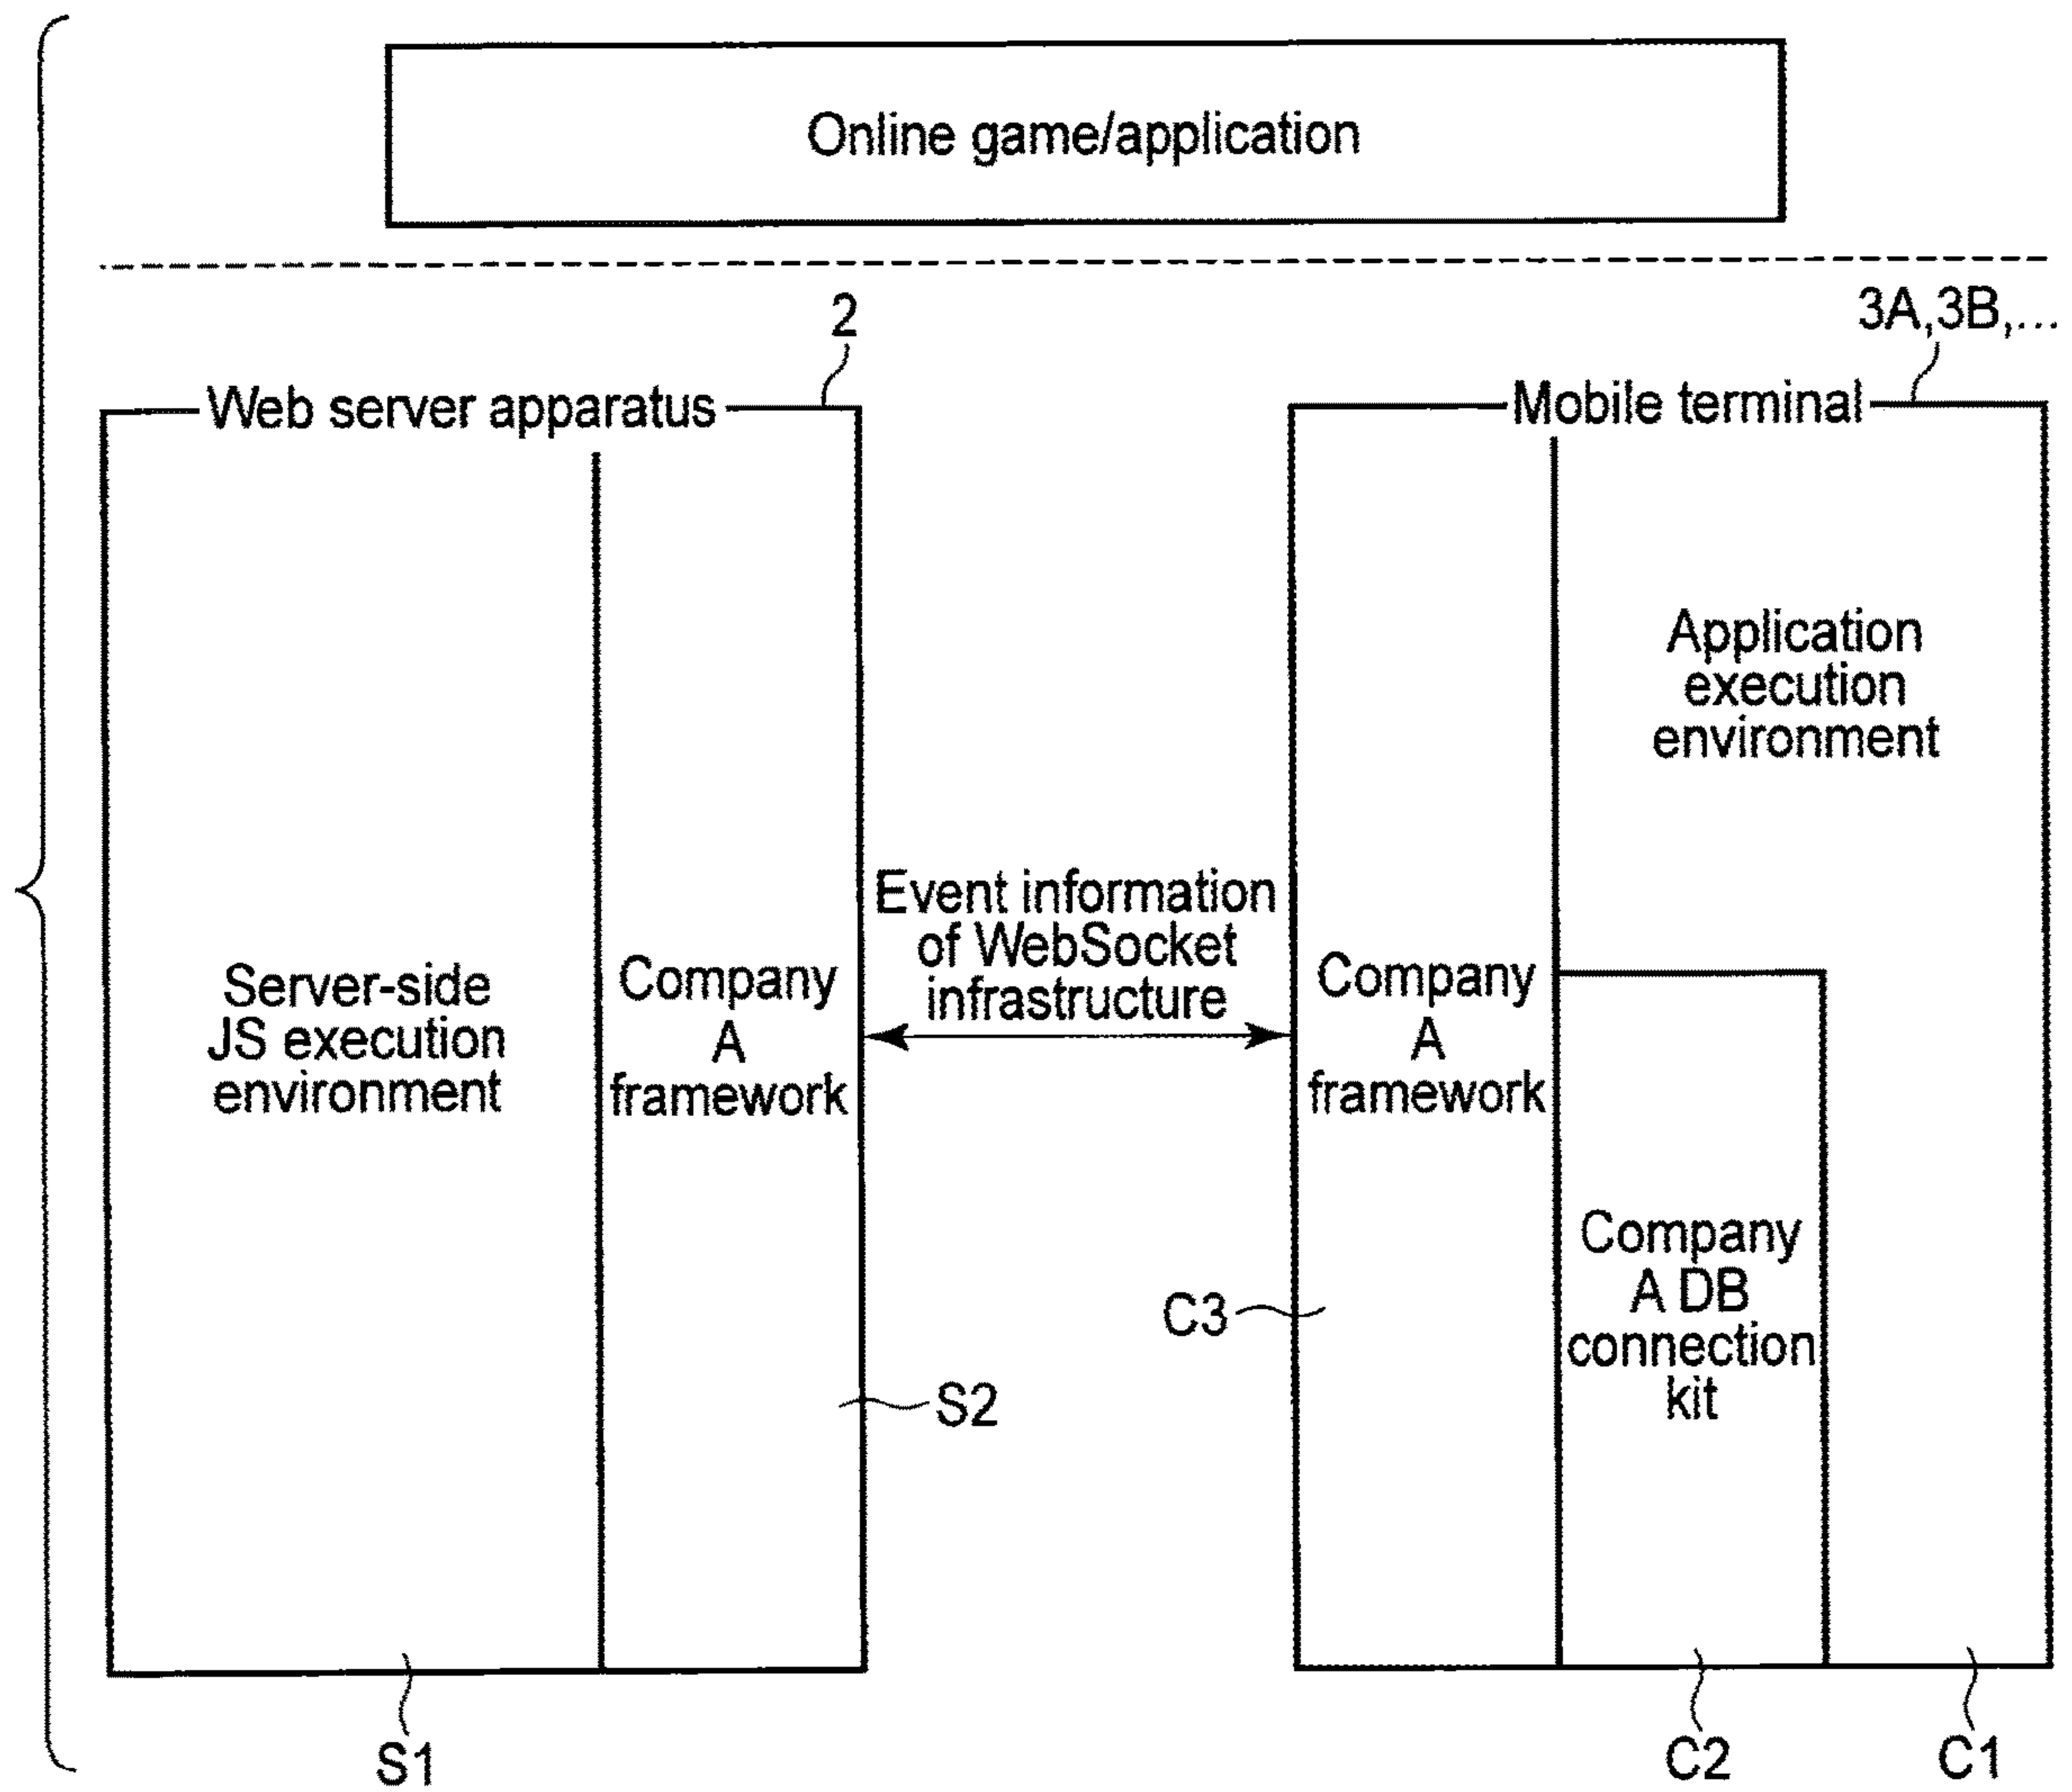 Online game/application
2
3A,3B,...
Web server apparatus
Mobile terminal
Application
execution
environment
Event information
of WebSocket
infrastructure
Server-side
JS execution
environment
Company
A
framework
Company
A
framework
Company
A DB
connection
kit
C3
S2
S1
C2
C1